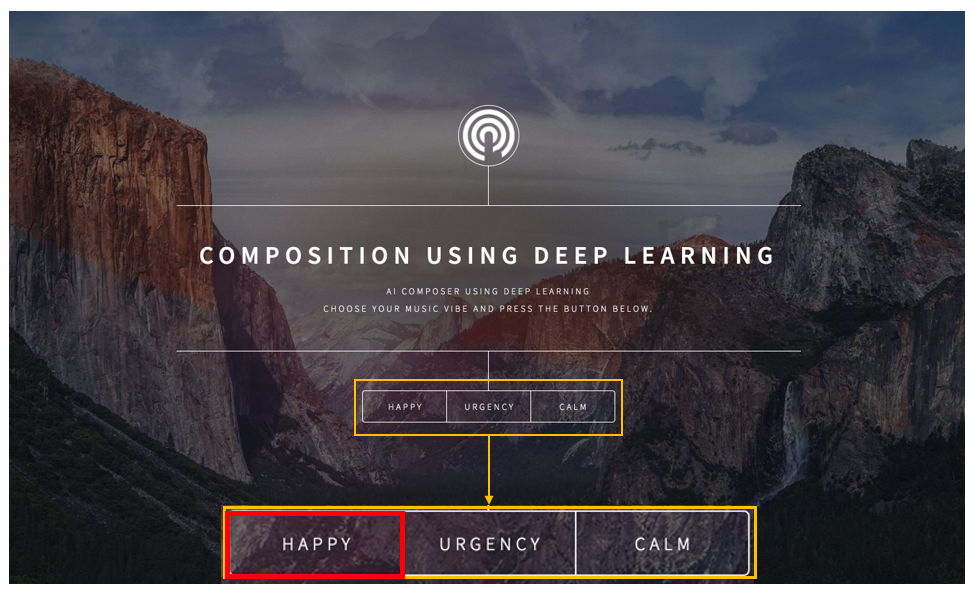 COMPOSITION USING DEEP LEARNING
AI COMPOSER USING DEEP LEARNING
CHOOSE YOUR MUSIC VIBE AND PRESS THE BUTTON BELOW.
HAPPY URGENCY CALM
HAPPY URGENCY CALM